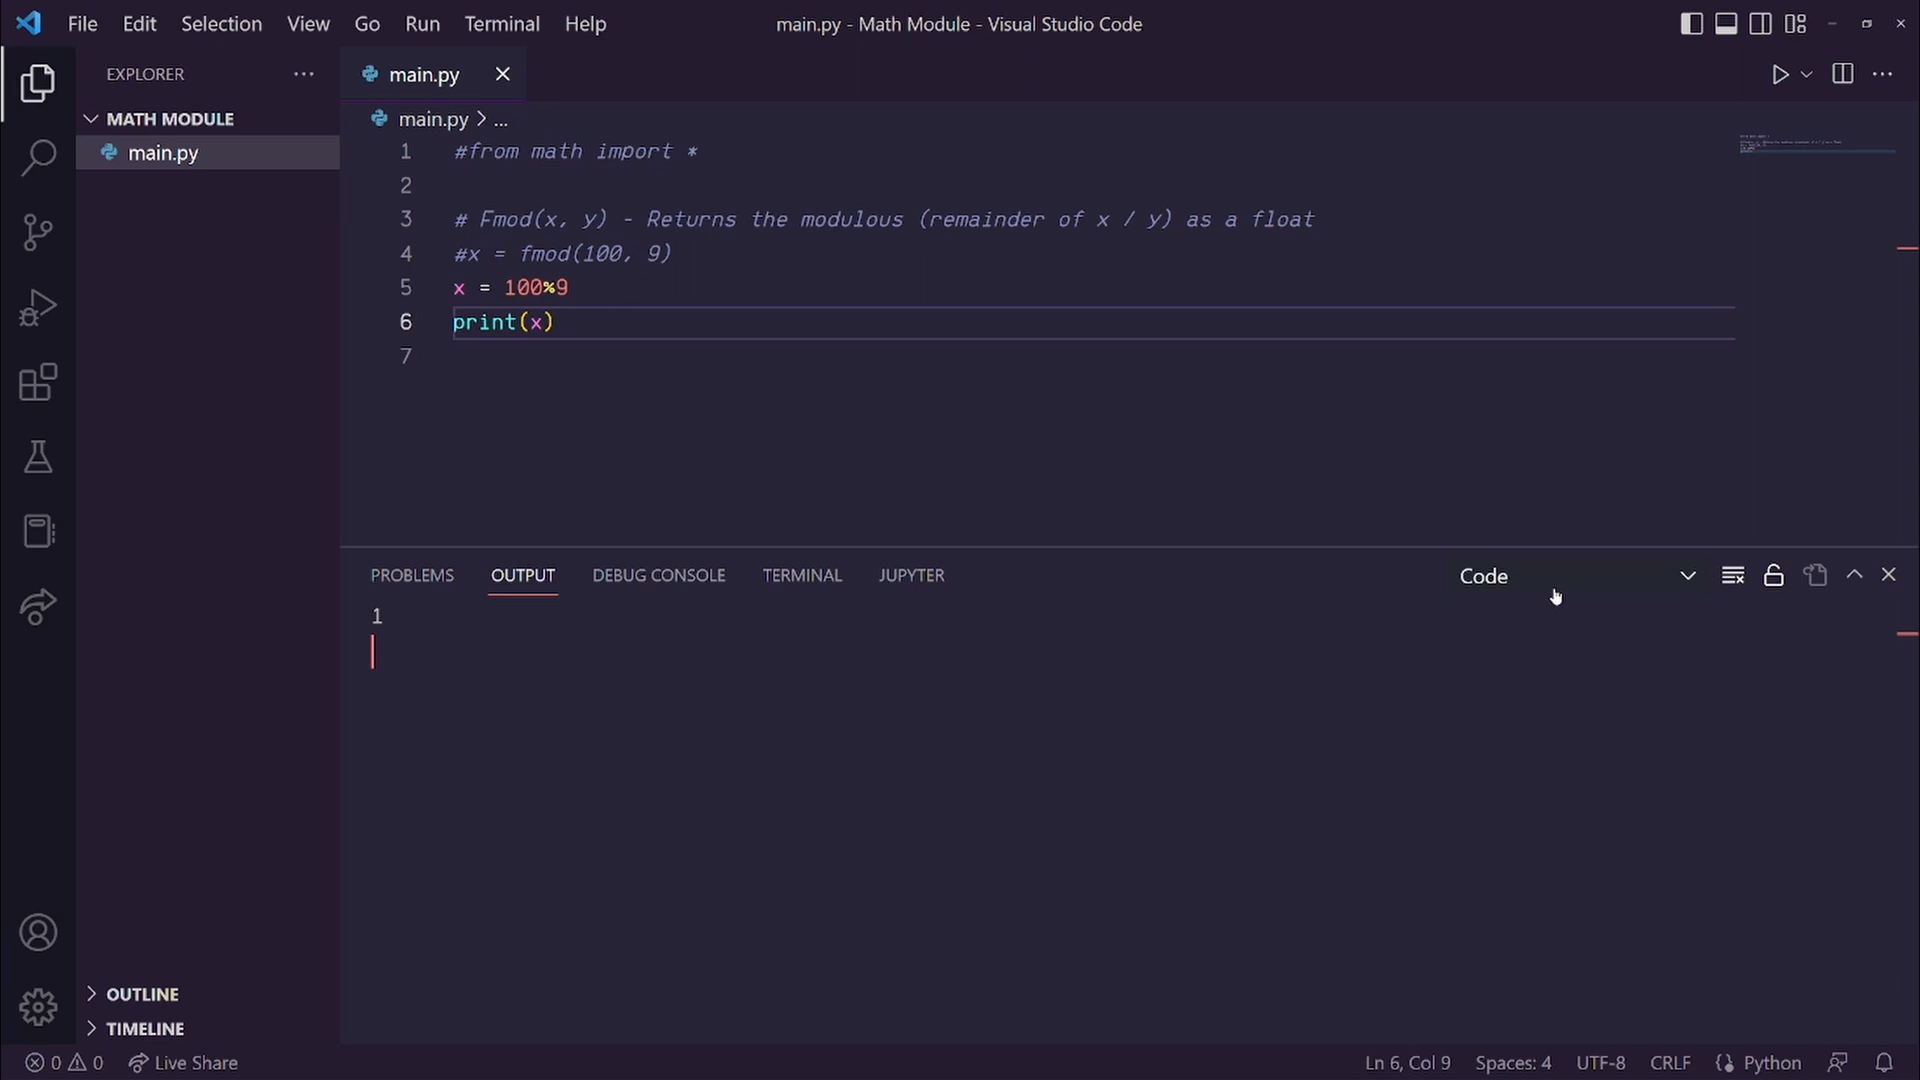 File Edit Selection View Go Run Terminal Help
main.py - Math Module - Visual Studio Code
EXPLORER
main.py
MATH MODULE
main.py
main.py > ...
1 #from math import *
2
3 # Fmod(x, y) - Returns the modulous (remainder of x / y) as a float
4 #x = fmod(100, 9)
5 x = 100%9
6 print(x)
7
PROBLEMS OUTPUT DEBUG CONSOLE TERMINAL JUPYTER
Code
1
OUTLINE
TIMELINE
0 0 Live Share
Ln 6, Col 9 Spaces: 4 UTF-8 CRLF Python